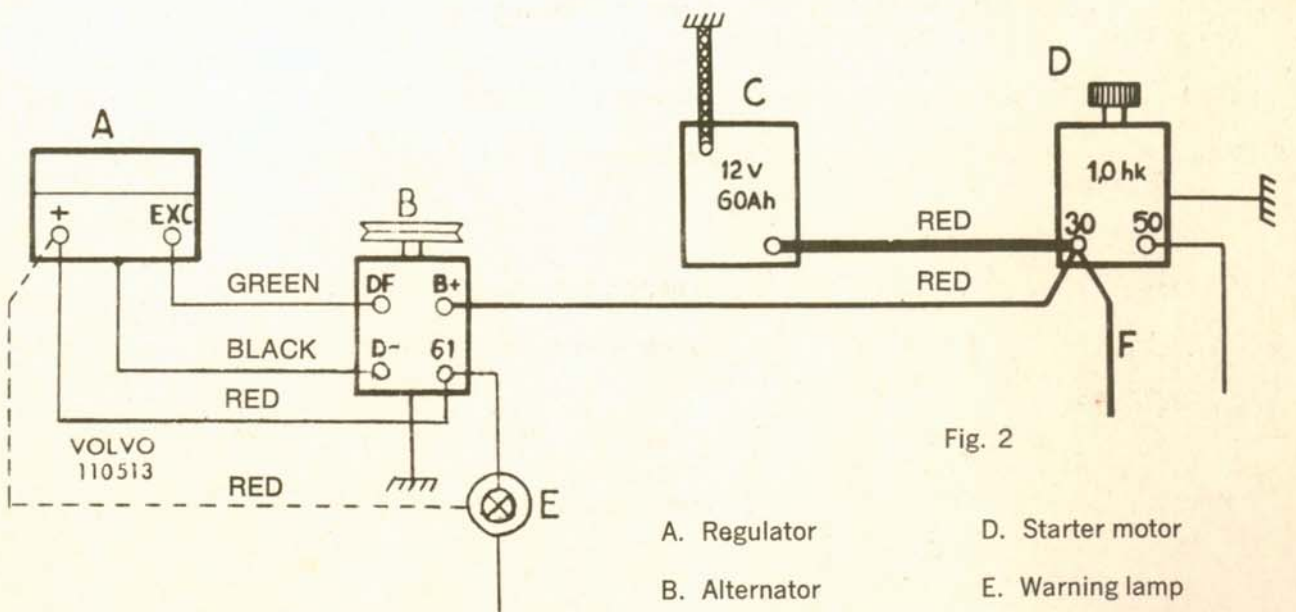 A
+ EXC
GREEN
BLACK
RED
VOLVO
110513
RED
B
DF B+
D- 61
E
C
12 V
60Ah
RED
RED
D
1,0 hk
30 50
F
Fig. 2
A. Regulator D. Starter motor
B. Alternator E. Warning lamp